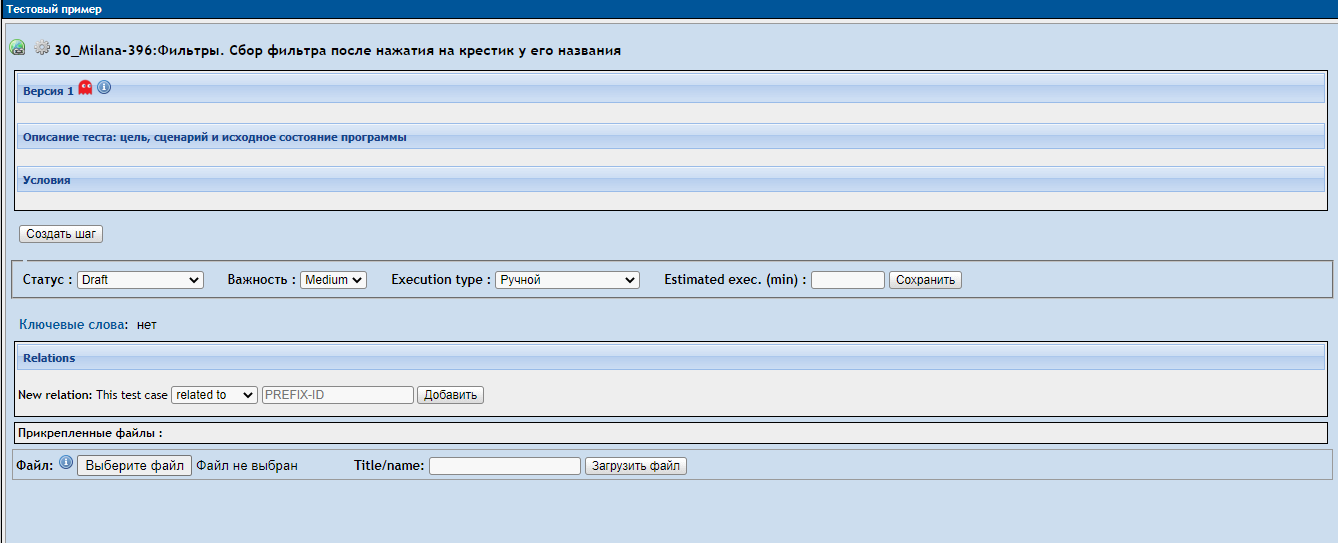 Тестовый пример
30_Milana-396:Фильтры. Сбор фильтра после нажатия на крестик у его названия
Версия 1
Описание теста: цель, сценарий и исходное состояние программы
Условия
Создать шаг
Статус : Draft Важность : Medium Execution type : Ручной Estimated exec. (min) : Сохранить
Ключевые слова: нет
Relations
New relation: This test case related to PREFIX-ID Добавить
Прикрепленные файлы :
Файл: Выберите файл Файл не выбран Title/name: Загрузить файл